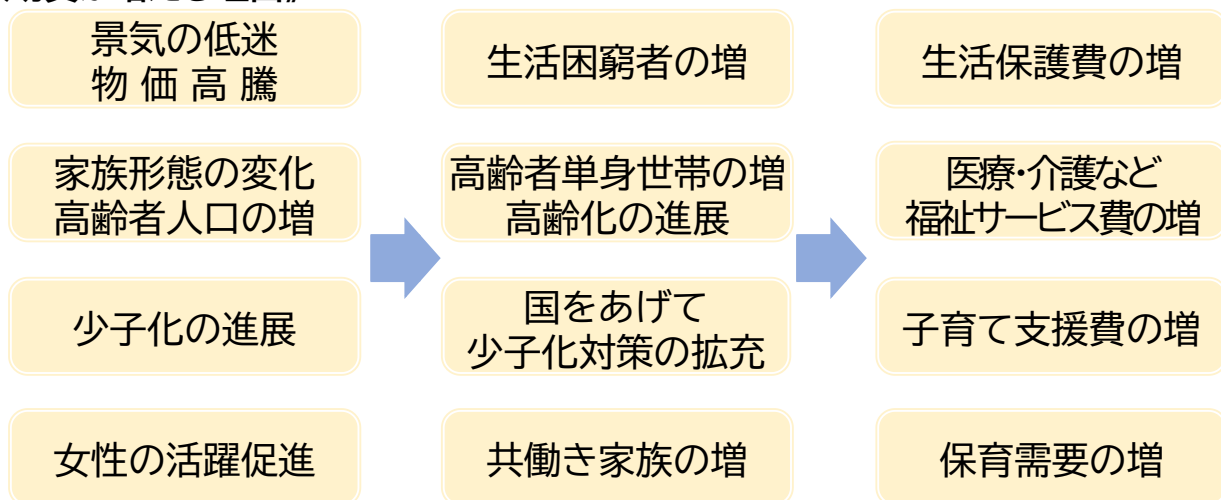 景気の低迷
物価高騰
生活困窮者の増
生活保護費の増
家族形態の変化
高齢者人口の増
高齢者単身世帯の増
高齢化の進展
医療・介護など
福祉サービス費の増
少子化の進展
国をあげて
少子化対策の拡充
子育て支援費の増
女性の活躍促進
共働き家族の増
保育需要の増